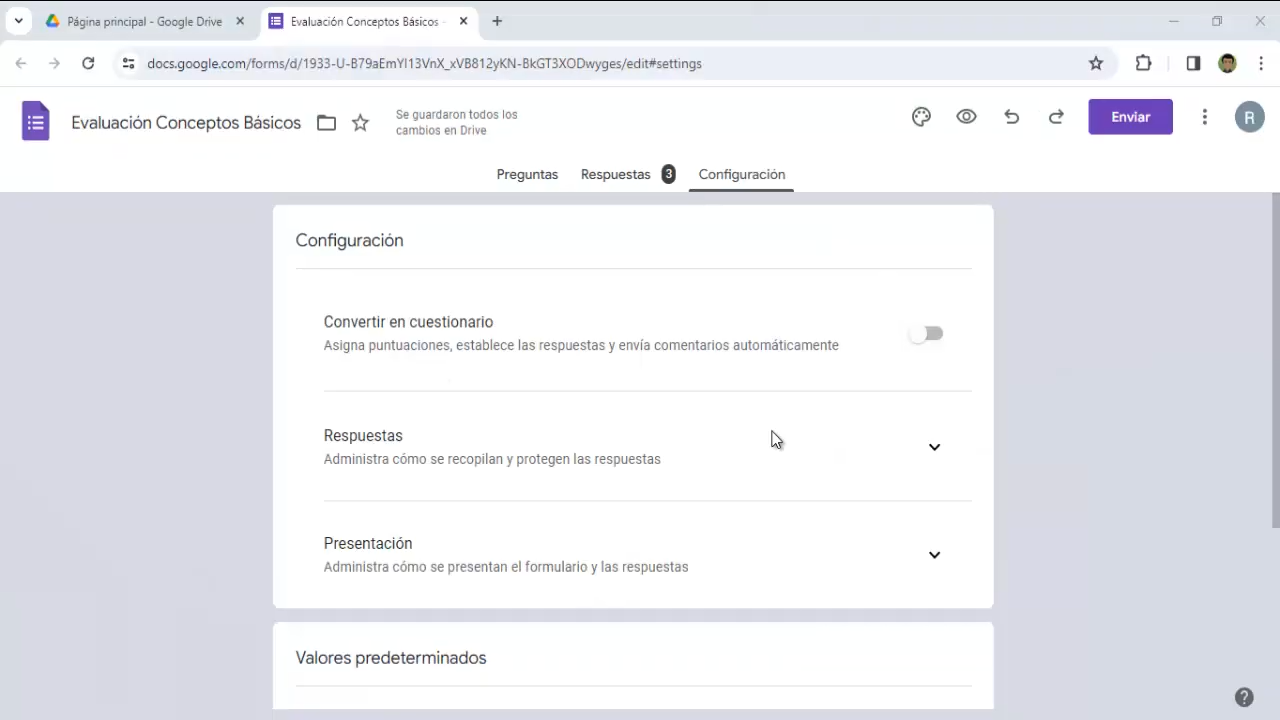 Página principal - Google Drive
Evaluación Conceptos Básicos -
docs.google.com/forms/d/1933-U-B79aEmYI13VnX_xVB812yKN-BkGT3XODwyges/edit#settings
Evaluación Conceptos Básicos
Se guardaron todos los
cambios en Drive
Enviar
R
Preguntas
Respuestas 3
Configuración
Configuración
Convertir en cuestionario
Asigna puntuaciones, establece las respuestas y envía comentarios automáticamente
Respuestas
Administra cómo se recopilan y protegen las respuestas
Presentación
Administra cómo se presentan el formulario y las respuestas
Valores predeterminados